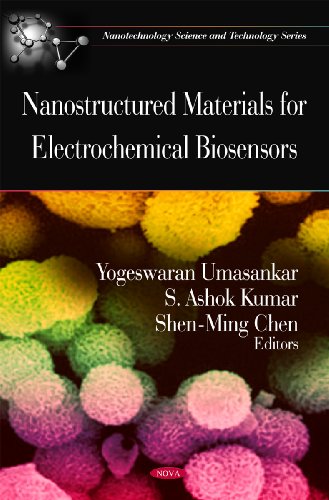 Nanotechnology Science and Technology Series
Nanostructured Materials for
Electrochemical Biosensors
Yogeswaran Umasankar
S. Ashok Kumar
Shen-Ming Chen
Editors
NOVA